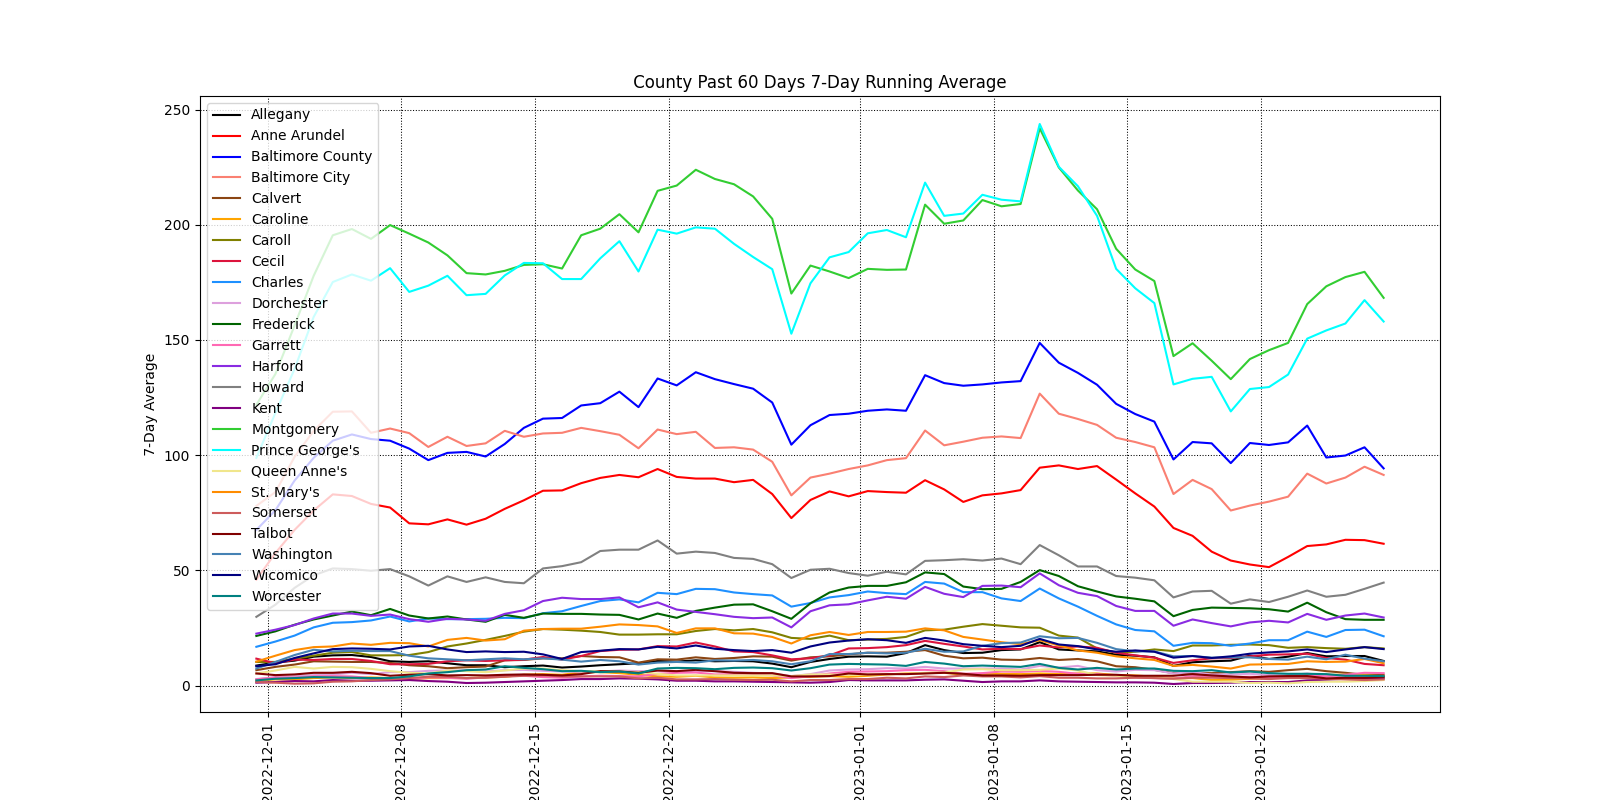 County Past 60 Days 7-Day Running Average
7-Day Average
250
200
150
100
50
0
Allegany
Anne Arundel
Baltimore County
Baltimore City
Calvert
Caroline
Caroll
Cecil
Charles
Dorchester
Frederick
Garrett
Harford
Howard
Kent
Montgomery
Prince George's
Queen Anne's
St. Mary's
Somerset
Talbot
Washington
Wicomico
Worcester
2022-12-01
2022-12-08
2022-12-15
2022-12-22
2023-01-01
2023-01-08
2023-01-15
2023-01-22